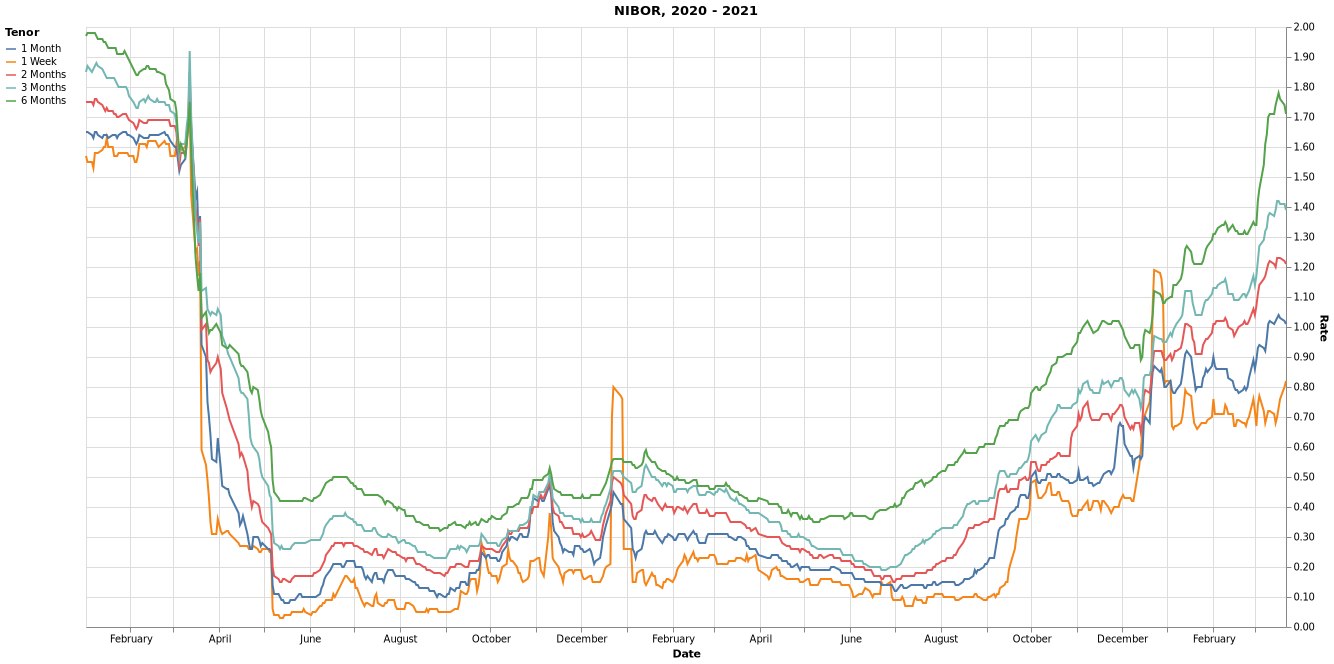 NIBOR, 2020 - 2021
Tenor
1 Month
1 Week
2 Months
3 Months
6 Months
2.00
1.90
1.80
1.70
1.60
1.50
1.40
1.30
1.20
1.10
1.00
0.90
0.80
0.70
0.60
0.50
0.40
0.30
0.20
0.10
0.00
Rate
February April June August October December February April June August October December February
Date